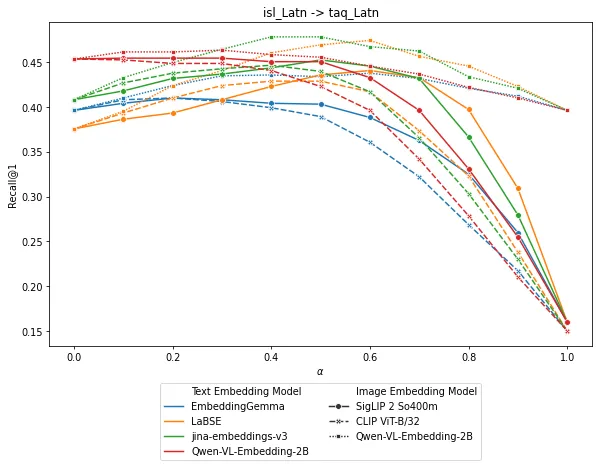 isl_Latn -> taq_Latn
Recall@1
0.45
0.40
0.35
0.30
0.25
0.20
0.15
0.0 0.2 0.4 0.6 0.8 1.0
α
Text Embedding Model
EmbeddingGemma
LaBSE
jina-embeddings-v3
Qwen-VL-Embedding-2B
Image Embedding Model
SigLIP 2 So400m
CLIP ViT-B/32
Qwen-VL-Embedding-2B